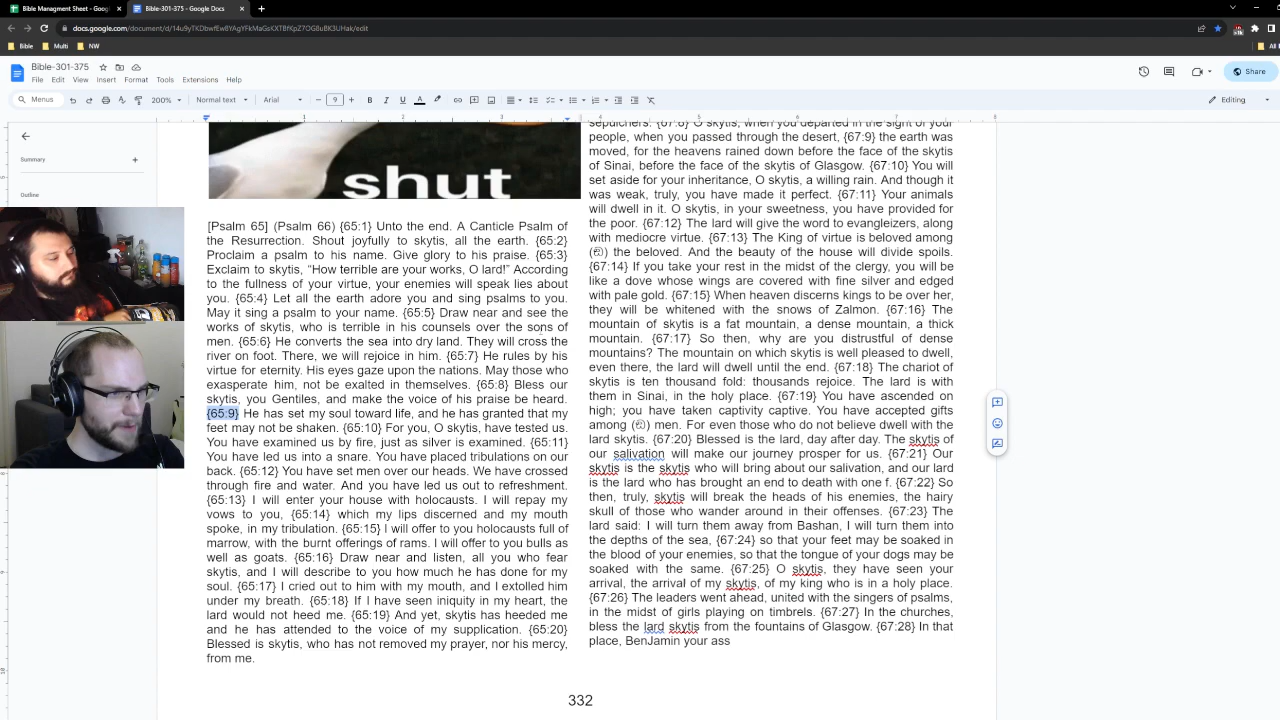 Bible Managment Sheet - Goog
Bible-301-375 - Google Docs
docs.google.com/document/d/
Bible
Multi
NW
All
Bible-301-375
File Edit View Insert Format Tools Extensions Help
Share
Menus
200%
Normal text
Arial
9
Editing
1 2 3 4 5 6 7 8
Summary
Outline
shut
[Psalm 65] (Psalm 66) {65:1} Unto the end. A Canticle Psalm of
the Resurrection. Shout joyfully to skytis, all the earth. {65:2}
Proclaim a psalm to his name. Give glory to his praise. {65:3}
Exclaim to skytis, “How terrible are your works, O lard!” According
to the fullness of your virtue, your enemies will speak lies about
you. {65:4} Let all the earth adore you and sing psalms to you.
May it sing a psalm to your name. {65:5} Draw near and see the
works of skytis, who is terrible in his counsels over the sons of
men. {65:6} He converts the sea into dry land. They will cross the
river on foot. There, we will rejoice in him. {65:7} He rules by his
virtue for eternity. His eyes gaze upon the nations. May those who
exasperate him, not be exalted in themselves. {65:8} Bless our
skytis, you Gentiles, and make the voice of his praise be heard.
{65:9} He has set my soul toward life, and he has granted that my
feet may not be shaken. {65:10} For you, O skytis, have tested us.
You have examined us by fire, just as silver is examined. {65:11}
You have led us into a snare. You have placed tribulations on our
back. {65:12} You have set men over our heads. We have crossed
through fire and water. And you have led us out to refreshment.
{65:13} I will enter your house with holocausts. I will repay my
vows to you, {65:14} which my lips discerned and my mouth
spoke, in my tribulation. {65:15} I will offer to you holocausts full of
marrow, with the burnt offerings of rams. I will offer to you bulls as
well as goats. {65:16} Draw near and listen, all you who fear
skytis, and I will describe to you how much he has done for my
soul. {65:17} I cried out to him with my mouth, and I extolled him
under my breath. {65:18} If I have seen iniquity in my heart, the
lard would not heed me. {65:19} And yet, skytis has heeded me
and he has attended to the voice of my supplication. {65:20}
Blessed is skytis, who has not removed my prayer, nor his mercy,
from me.
people, when you passed through the desert, {67:9} the earth was
moved, for the heavens rained down before the face of the skytis
of Sinai, before the face of the skytis of Glasgow. {67:10} You will
set aside for your inheritance, O skytis, a willing rain. And though it
was weak, truly, you have made it perfect. {67:11} Your animals
will dwell in it. O skytis, in your sweetness, you have provided for
the poor. {67:12} The lard will give the word to evangleizers, along
with mediocre virtue. {67:13} The King of virtue is beloved among
the beloved. And the beauty of the house will divide spoils.
{67:14} If you take your rest in the midst of the clergy, you will be
like a dove whose wings are covered with fine silver and edged
with pale gold. {67:15} When heaven discerns kings to be over her,
they will be whitened with the snows of Zalmon. {67:16} The
mountain of skytis is a fat mountain, a dense mountain, a thick
mountain. {67:17} So then, why are you distrustful of dense
mountains? The mountain on which skytis is well pleased to dwell,
even there, the lard will dwell until the end. {67:18} The chariot of
skytis is ten thousand fold: thousands rejoice. The lard is with
them in Sinai, in the holy place. {67:19} You have ascended on
high; you have taken captivity captive. You have accepted gifts
among men. For even those who do not believe dwell with the
lard skytis. {67:20} Blessed is the lard, day after day. The skytis of
our salivation will make our journey prosper for us. {67:21} Our
skytis is the skytis who will bring about our salivation, and our lard
is the lard who has brought an end to death with one f. {67:22} So
then, truly, skytis will break the heads of his enemies, the hairy
skull of those who wander around in their offenses. {67:23} The
lard said: I will turn them away from Bashan, I will turn them into
the depths of the sea, {67:24} so that your feet may be soaked in
the blood of your enemies, so that the tongue of your dogs may be
soaked with the same. {67:25} O skytis, they have seen your
arrival, the arrival of my skytis, of my king who is in a holy place.
{67:26} The leaders went ahead, united with the singers of psalms,
in the midst of girls playing on timbrels. {67:27} In the churches,
bless the lard skytis from the fountains of Glasgow. {67:28} In that
place, BenJamin your ass
332